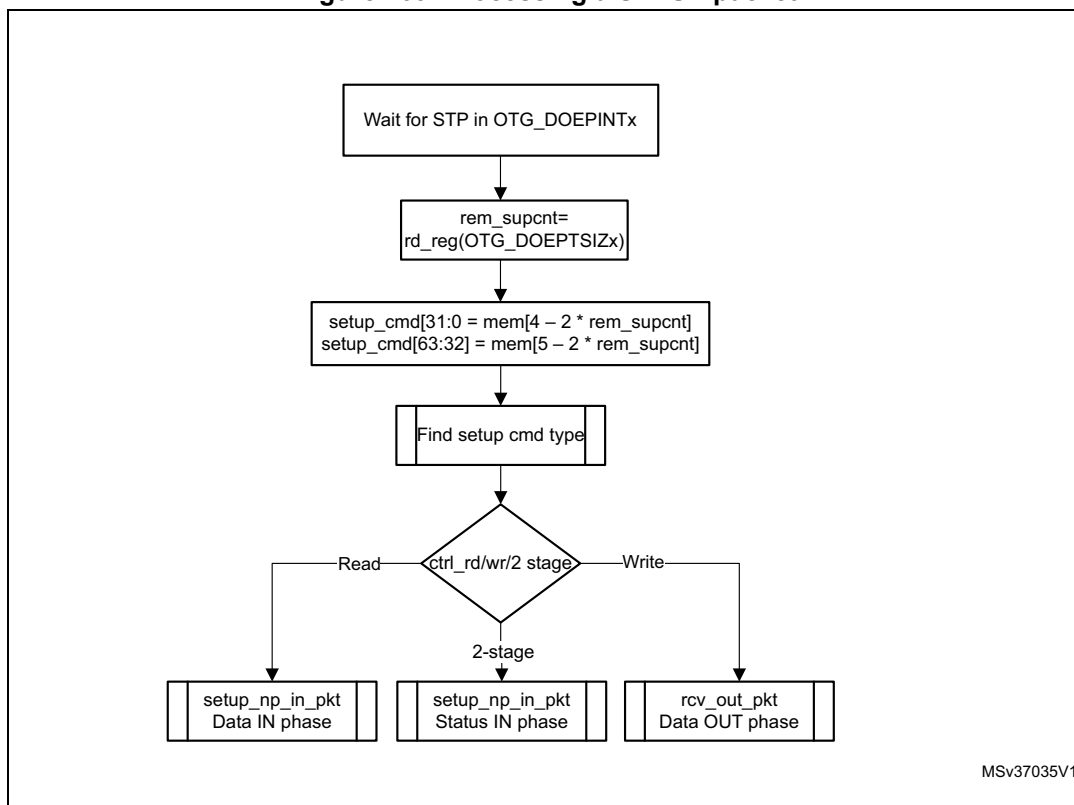 Wait for STP in OTG_DOEPINTx
rem_supcnt=
rd_reg(OTG_DOEPTSIZx)
setup_cmd[31:0 = mem[4 – 2 * rem_supcnt]
setup_cmd[63:32] = mem[5 – 2 * rem_supcnt]
Find setup cmd type
Read
ctrl_rd/wr/2 stage
Write
2-stage
setup_np_in_pkt
Data IN phase
setup_np_in_pkt
Status IN phase
rcv_out_pkt
Data OUT phase
MSv37035V1